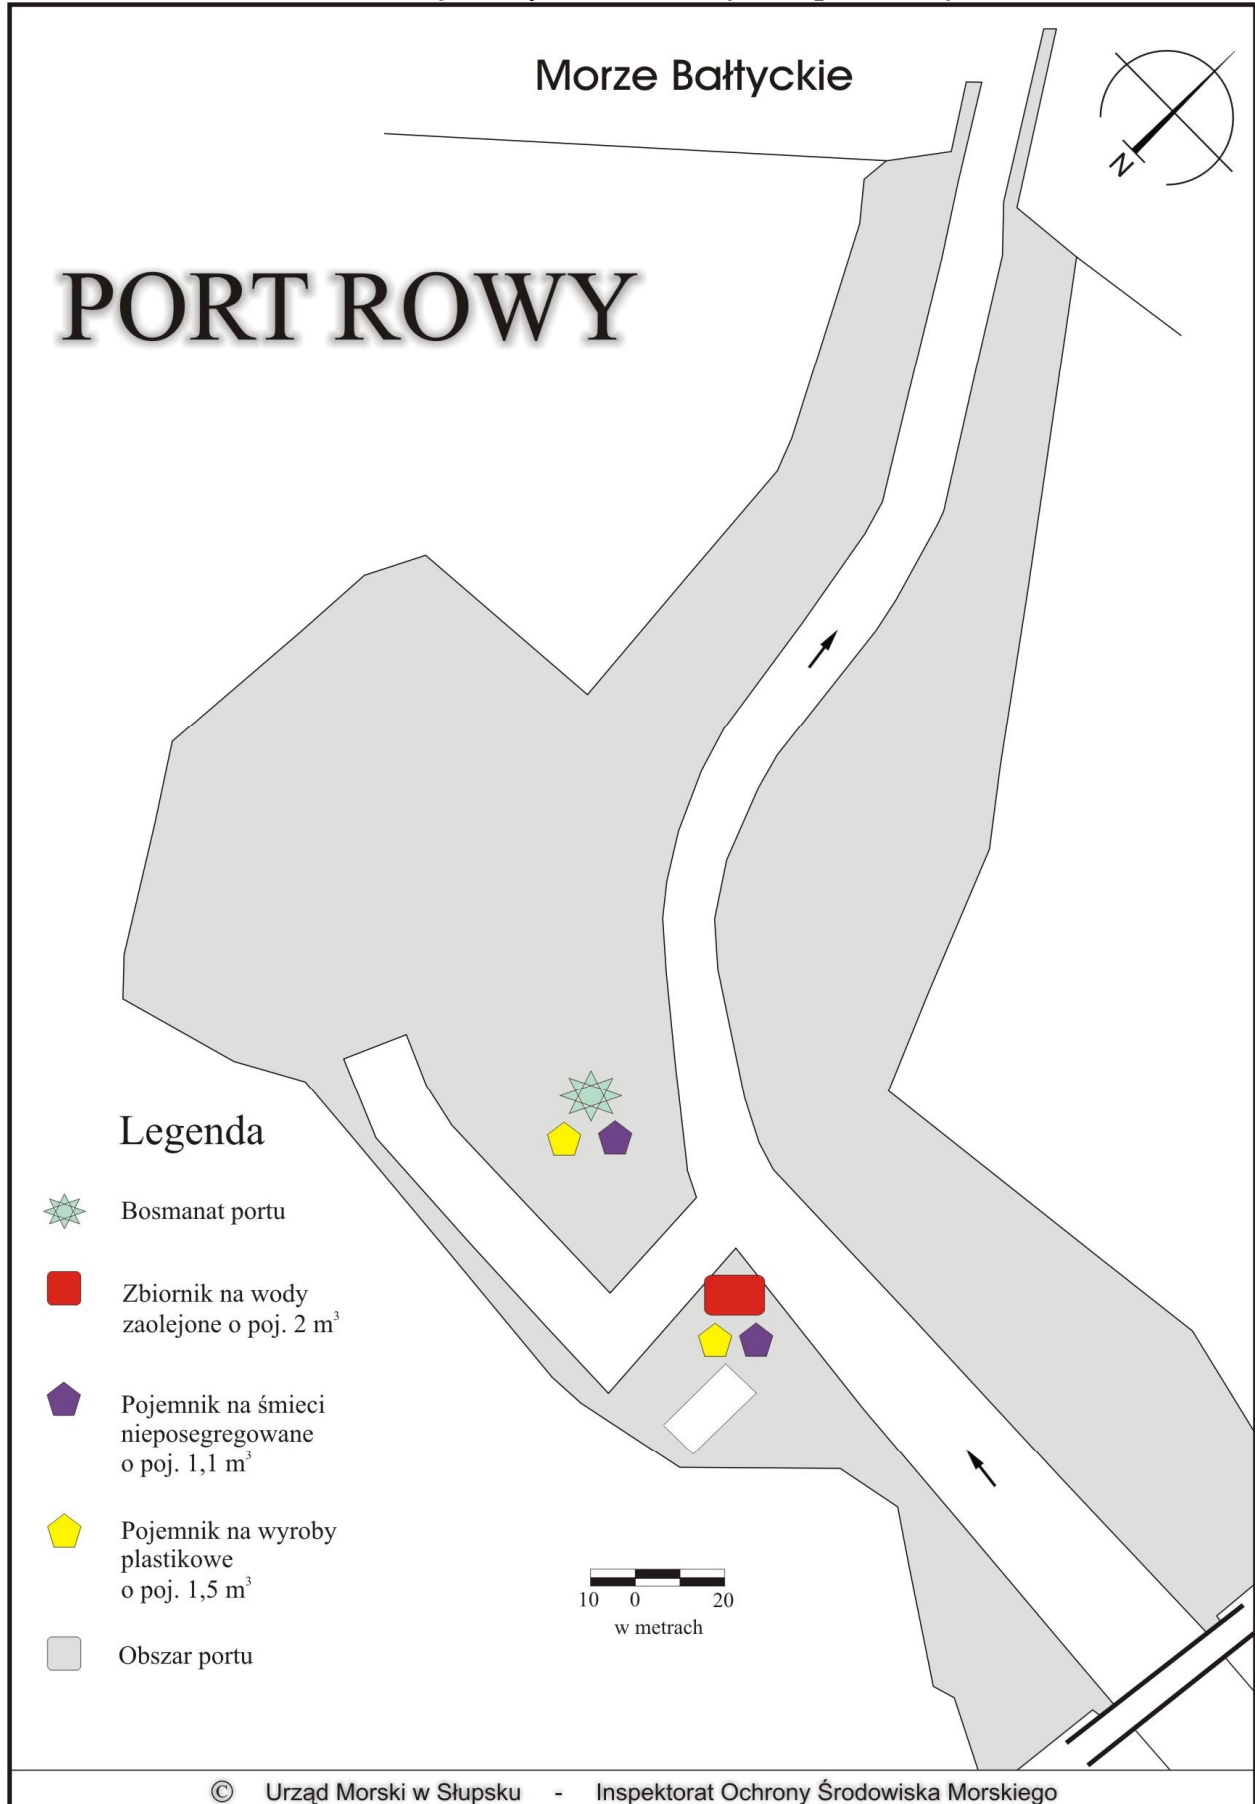 Morze Bałtyckie
N
PORT ROWY
Legenda
Bosmanat portu
Zbiornik na wody
zaolejone o poj. 2 m³
Pojemnik na śmieci
nieposegregowane
o poj. 1,1 m³
Pojemnik na wyroby
plastikowe
o poj. 1,5 m³
Obszar portu
10 0 20
w metrach
© Urząd Morski w Słupsku - Inspektorat Ochrony Środowiska Morskiego